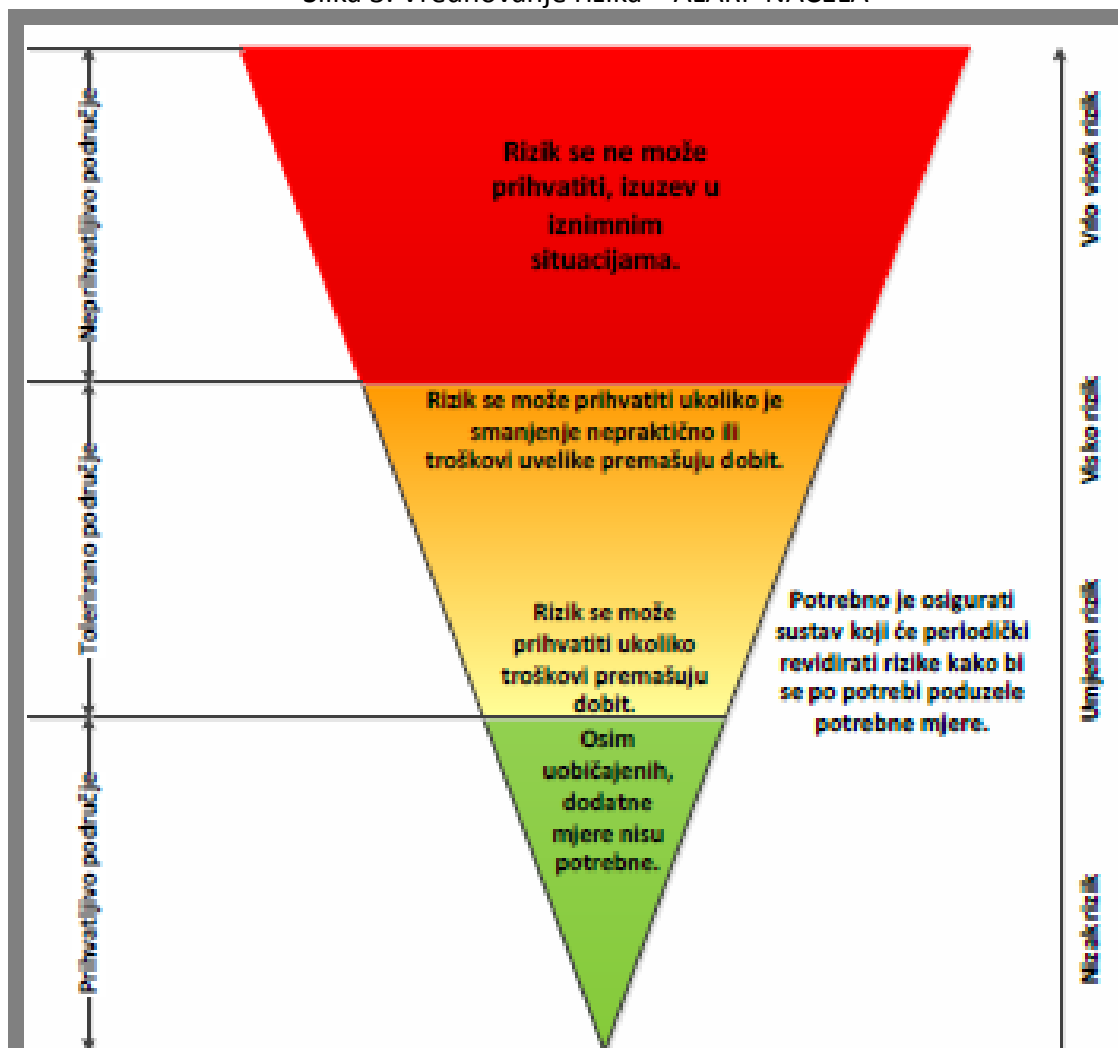 Rizik se ne može
prihvatiti, izuzev u
iznimnim
situacijama.
Rizik se može prihvatiti ukoliko je
smanjenje nepraktično ili
troškovi uvelike premašuju dobit.
Rizik se može
prihvatiti ukoliko
troškovi premašuju
dobit.
Osim
uobičajenih,
dodatne
mjere nisu
potrebne.
Potrebno je osigurati
sustav koji će periodički
revidirati rizike kako bi
se po potrebi poduzele
potrebne mjere.
Neprihvatljivo područje
Tolerirano područje
Prihvatljivo područje
Vrlo visok rizik
Visko rizik
Umjeren rizik
Nizak rizik